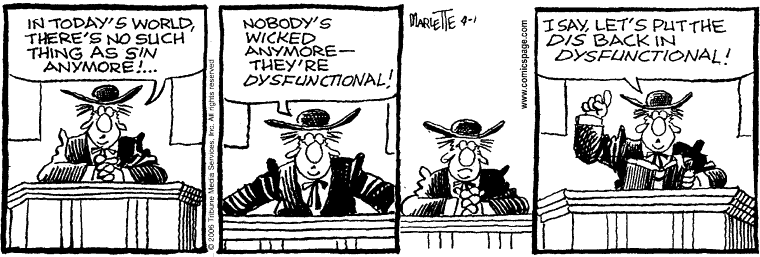 IN TODAY'S WORLD,
THERE'S NO SUCH
THING AS SIN
ANYMORE!...
© 2006 Tribune Media Services, Inc. All rights reserved
NOBODY'S
WICKED
ANYMORE—
THEY'RE
DYSFUNCTIONAL!
MARLETTE 4-1
www.comicspage.com
I SAY, LET'S PUT THE
DIS BACK IN
DYSFUNCTIONAL!